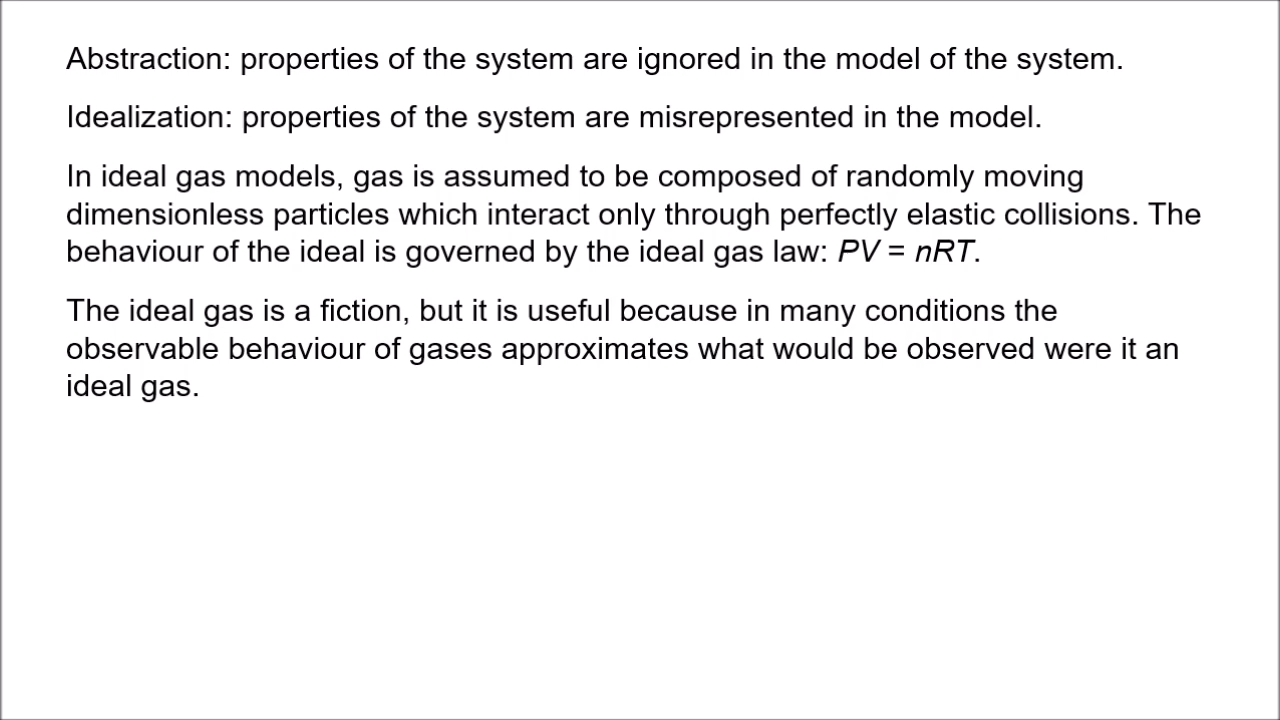 Abstraction: properties of the system are ignored in the model of the system.
Idealization: properties of the system are misrepresented in the model.
In ideal gas models, gas is assumed to be composed of randomly moving
dimensionless particles which interact only through perfectly elastic collisions. The
behaviour of the ideal is governed by the ideal gas law: PV = nRT.
The ideal gas is a fiction, but it is useful because in many conditions the
observable behaviour of gases approximates what would be observed were it an
ideal gas.